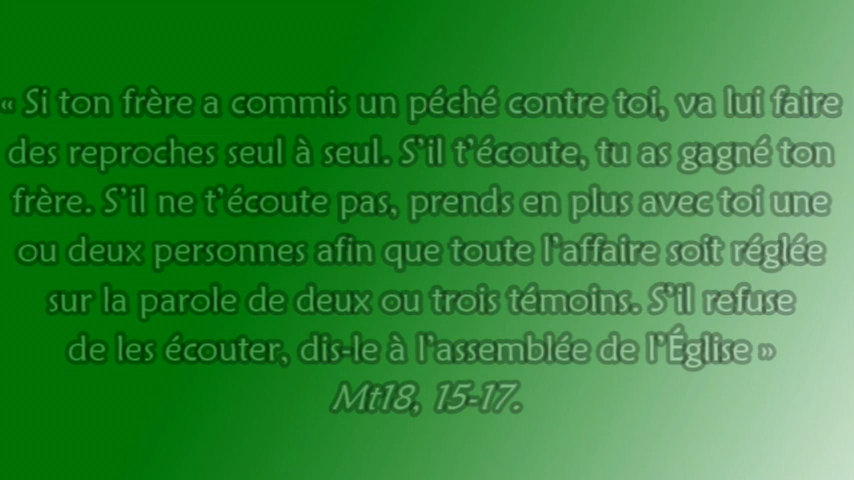 « Si ton frère a commis un péché contre toi, va lui faire
des reproches seul à seul. S’il t’écoute, tu as gagné ton
frère. S’il ne t’écoute pas, prends en plus avec toi une
ou deux personnes afin que toute l’affaire soit réglée
sur la parole de deux ou trois témoins. S’il refuse
de les écouter, dis-le à l’assemblée de l’Église »
Mt18, 15-17.